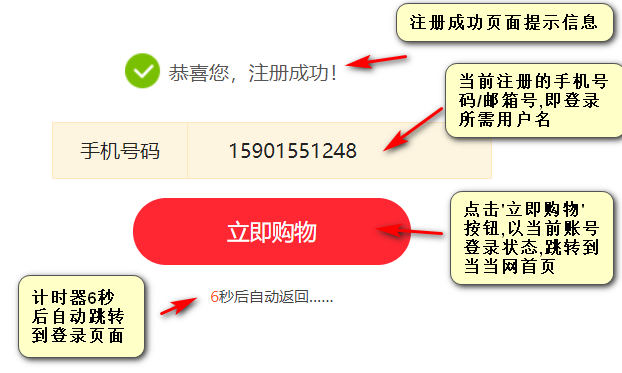 注册成功页面提示信息
恭喜您，注册成功！
当前注册的手机号
码/邮箱号,即登录
所需用户名
手机号码 15901551248
立即购物
点击'立即购物'
按钮,以当前账号
登录状态,跳转到
当当网首页
计时器6秒
后自动跳转
到登录页面
6秒后自动返回......